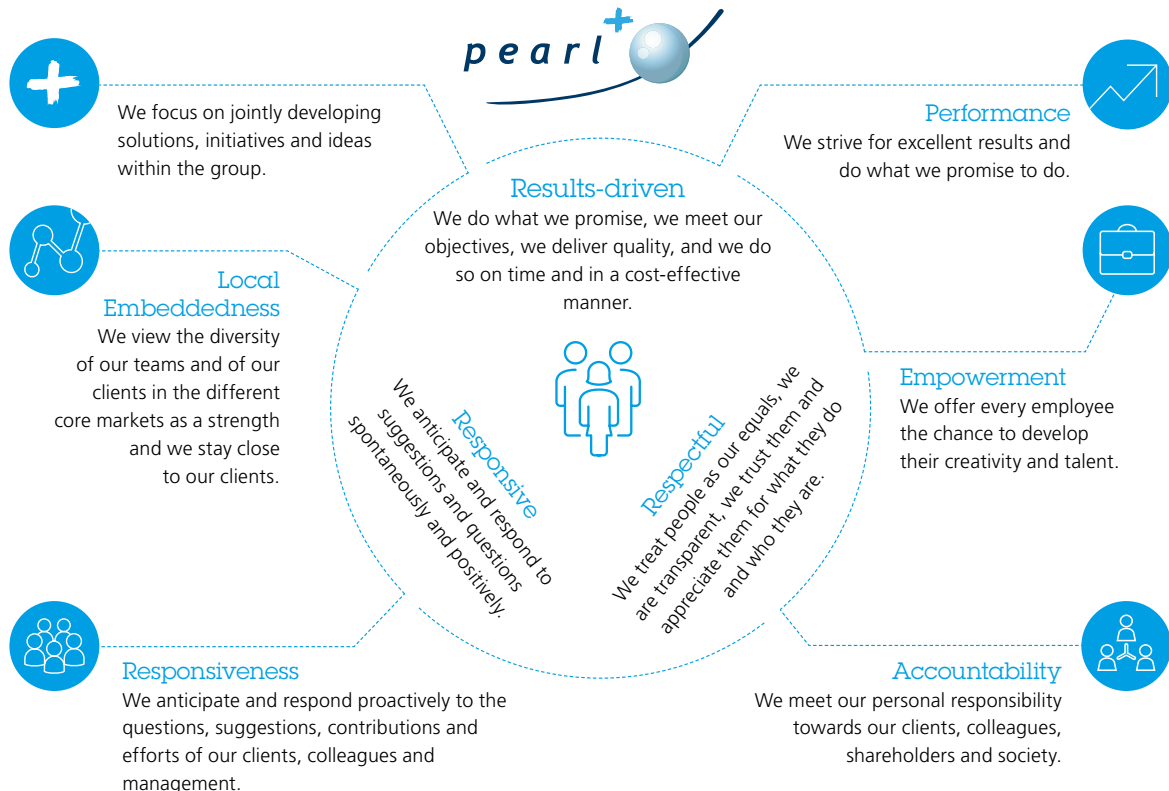 pearl+
We focus on jointly developing
solutions, initiatives and ideas
within the group.
Performance
We strive for excellent results and
do what we promise to do.
Results-driven
We do what we promise, we meet our
objectives, we deliver quality, and we do
so on time and in a cost-effective
manner.
Local
Embeddedness
We view the diversity
of our teams and of our
clients in the different
core markets as a strength
and we stay close
to our clients.
Responsive
We anticipate and respond to
suggestions and questions
spontaneously and positively.
Respectful
We treat people as our equals, we
are transparent, we trust them and
appreciate them for what they do
and who they are.
Empowerment
We offer every employee
the chance to develop
their creativity and talent.
Responsiveness
We anticipate and respond proactively to the
questions, suggestions, contributions and
efforts of our clients, colleagues and
management.
Accountability
We meet our personal responsibility
towards our clients, colleagues,
shareholders and society.